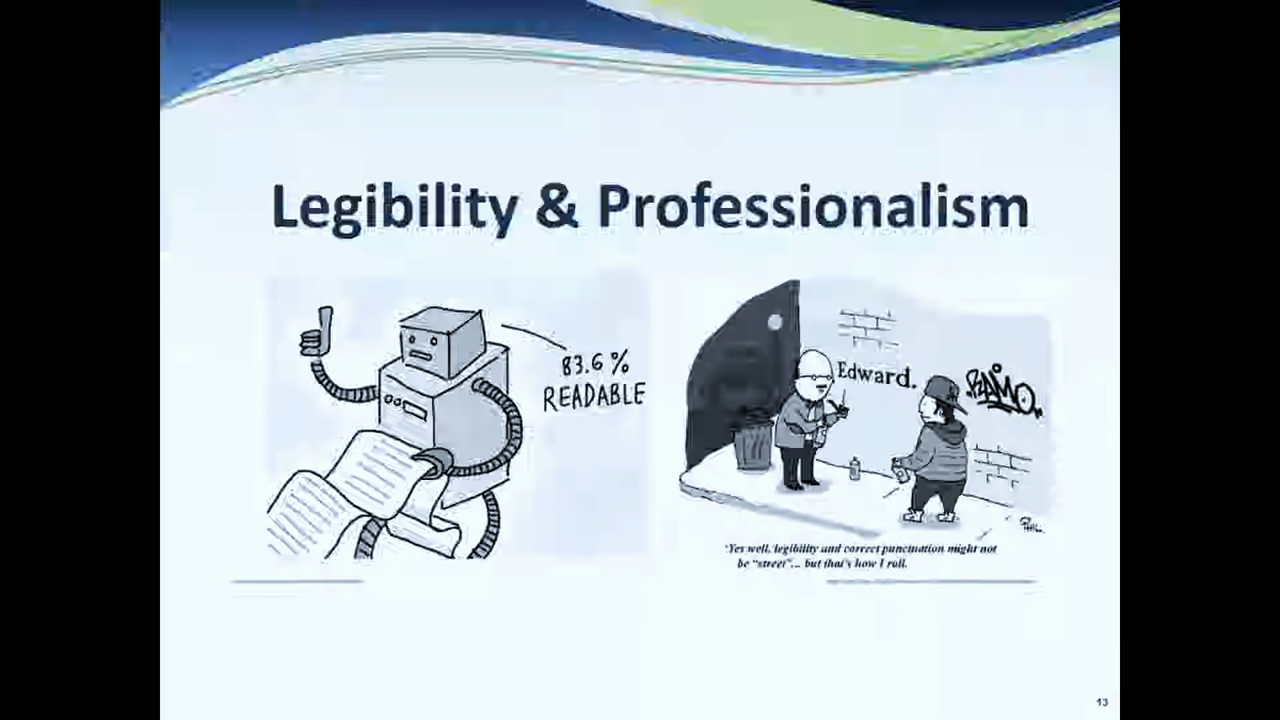 Legibility & Professionalism
83.6%
READABLE
Edward.
RAMO
'Yes well, legibility and correct punctuation might not
be "street"... but that's how I roll.
13